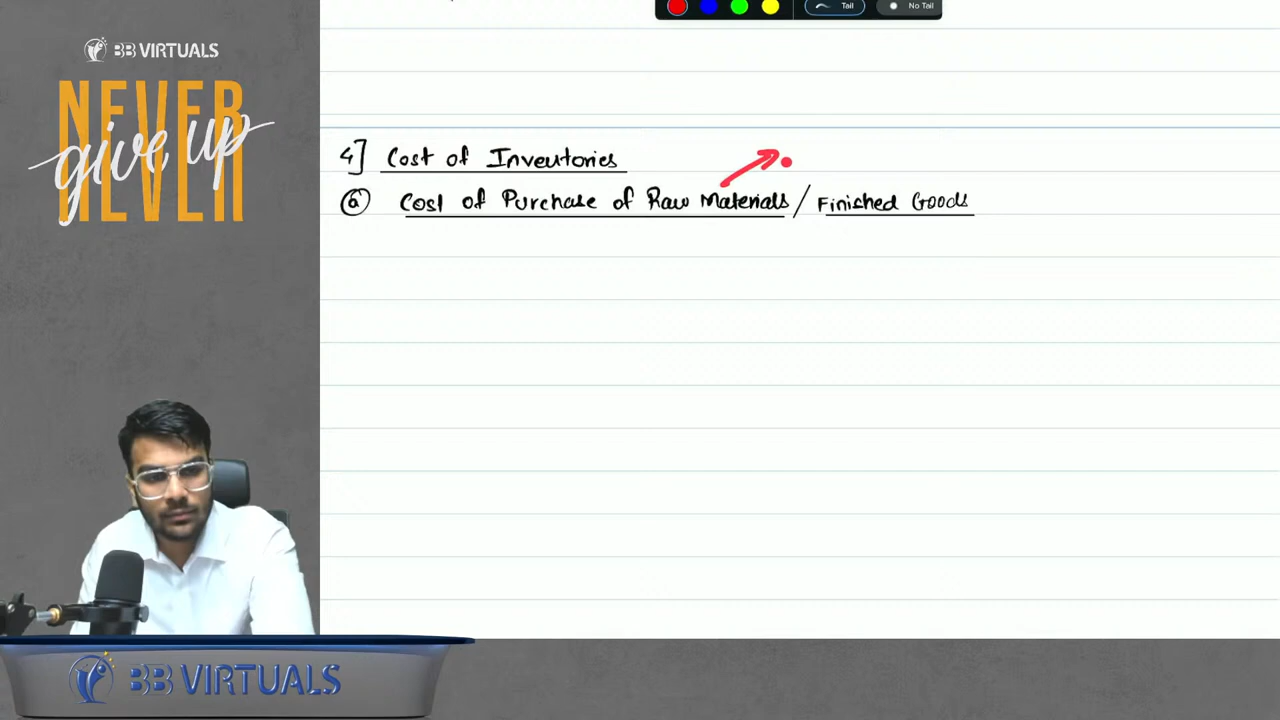 BB VIRTUALS
NEVER
give up
NEVER
Tail
No Tail
4] Cost of Inventories
a) Cost of Purchase of Raw Materials / Finished Goods
BB VIRTUALS